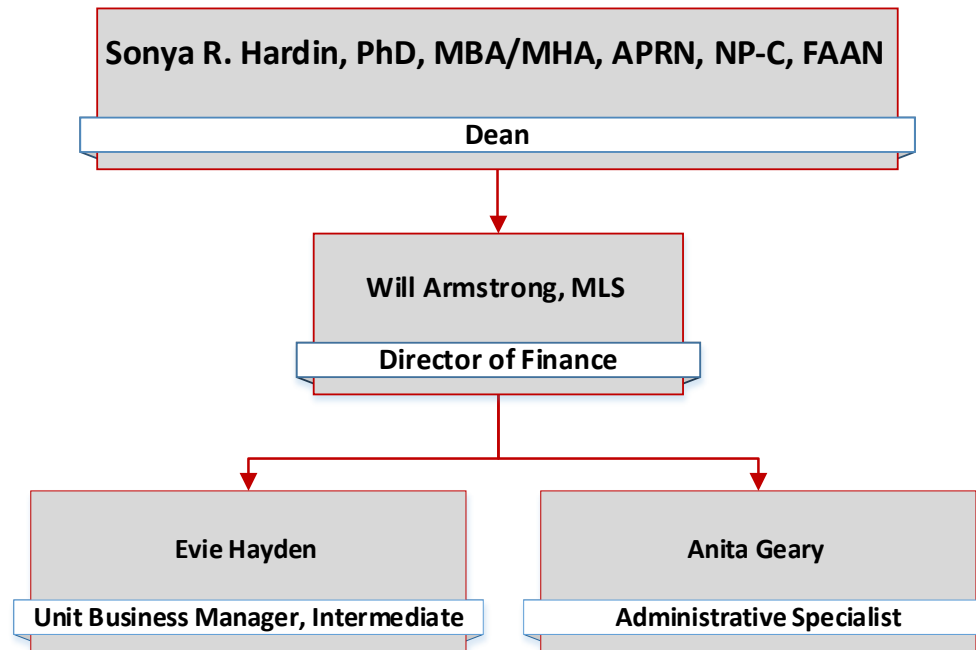 Sonya R. Hardin, PhD, MBA/MHA, APRN, NP-C, FAAN
Dean
Will Armstrong, MLS
Director of Finance
Evie Hayden
Unit Business Manager, Intermediate
Anita Geary
Administrative Specialist